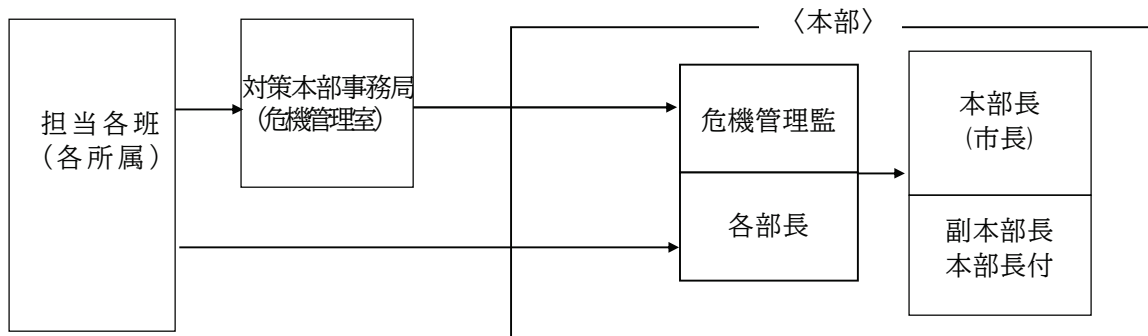 〈本部〉
担当各班
（各所属）
対策本部事務局
（危機管理室）
危機管理監
各部長
本部長
（市長）
副本部長
本部長付